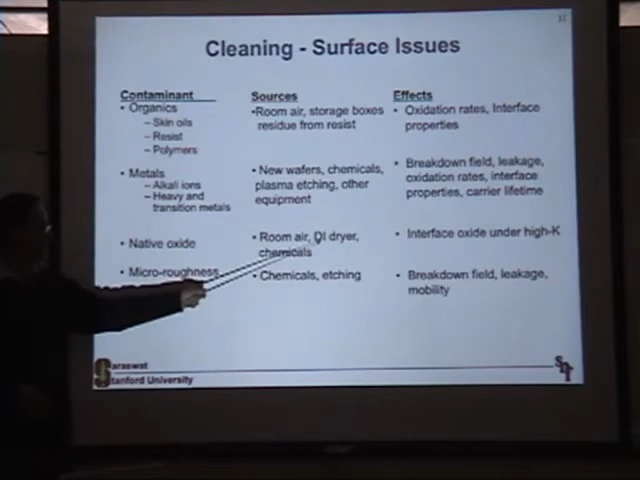 Cleaning - Surface Issues
Contaminant
• Organics
– Skin oils
– Resist
– Polymers
• Metals
– Alkali ions
– Heavy and
transition metals
• Native oxide
• Micro-roughness
Sources
•Room air, storage boxes
residue from resist
• New wafers, chemicals,
plasma etching, other
equipment
• Room air, DI dryer,
chemicals
• Chemicals, etching
Effects
• Oxidation rates, Interface
properties
• Breakdown field, leakage,
oxidation rates, interface
properties, carrier lifetime
• Interface oxide under high-K
• Breakdown field, leakage,
mobility
Saraswat
Stanford University